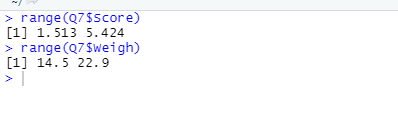 ~/
> range(Q7$Score)
[1] 1.513 5.424
> range(Q7$Weigh)
[1] 14.5 22.9
>